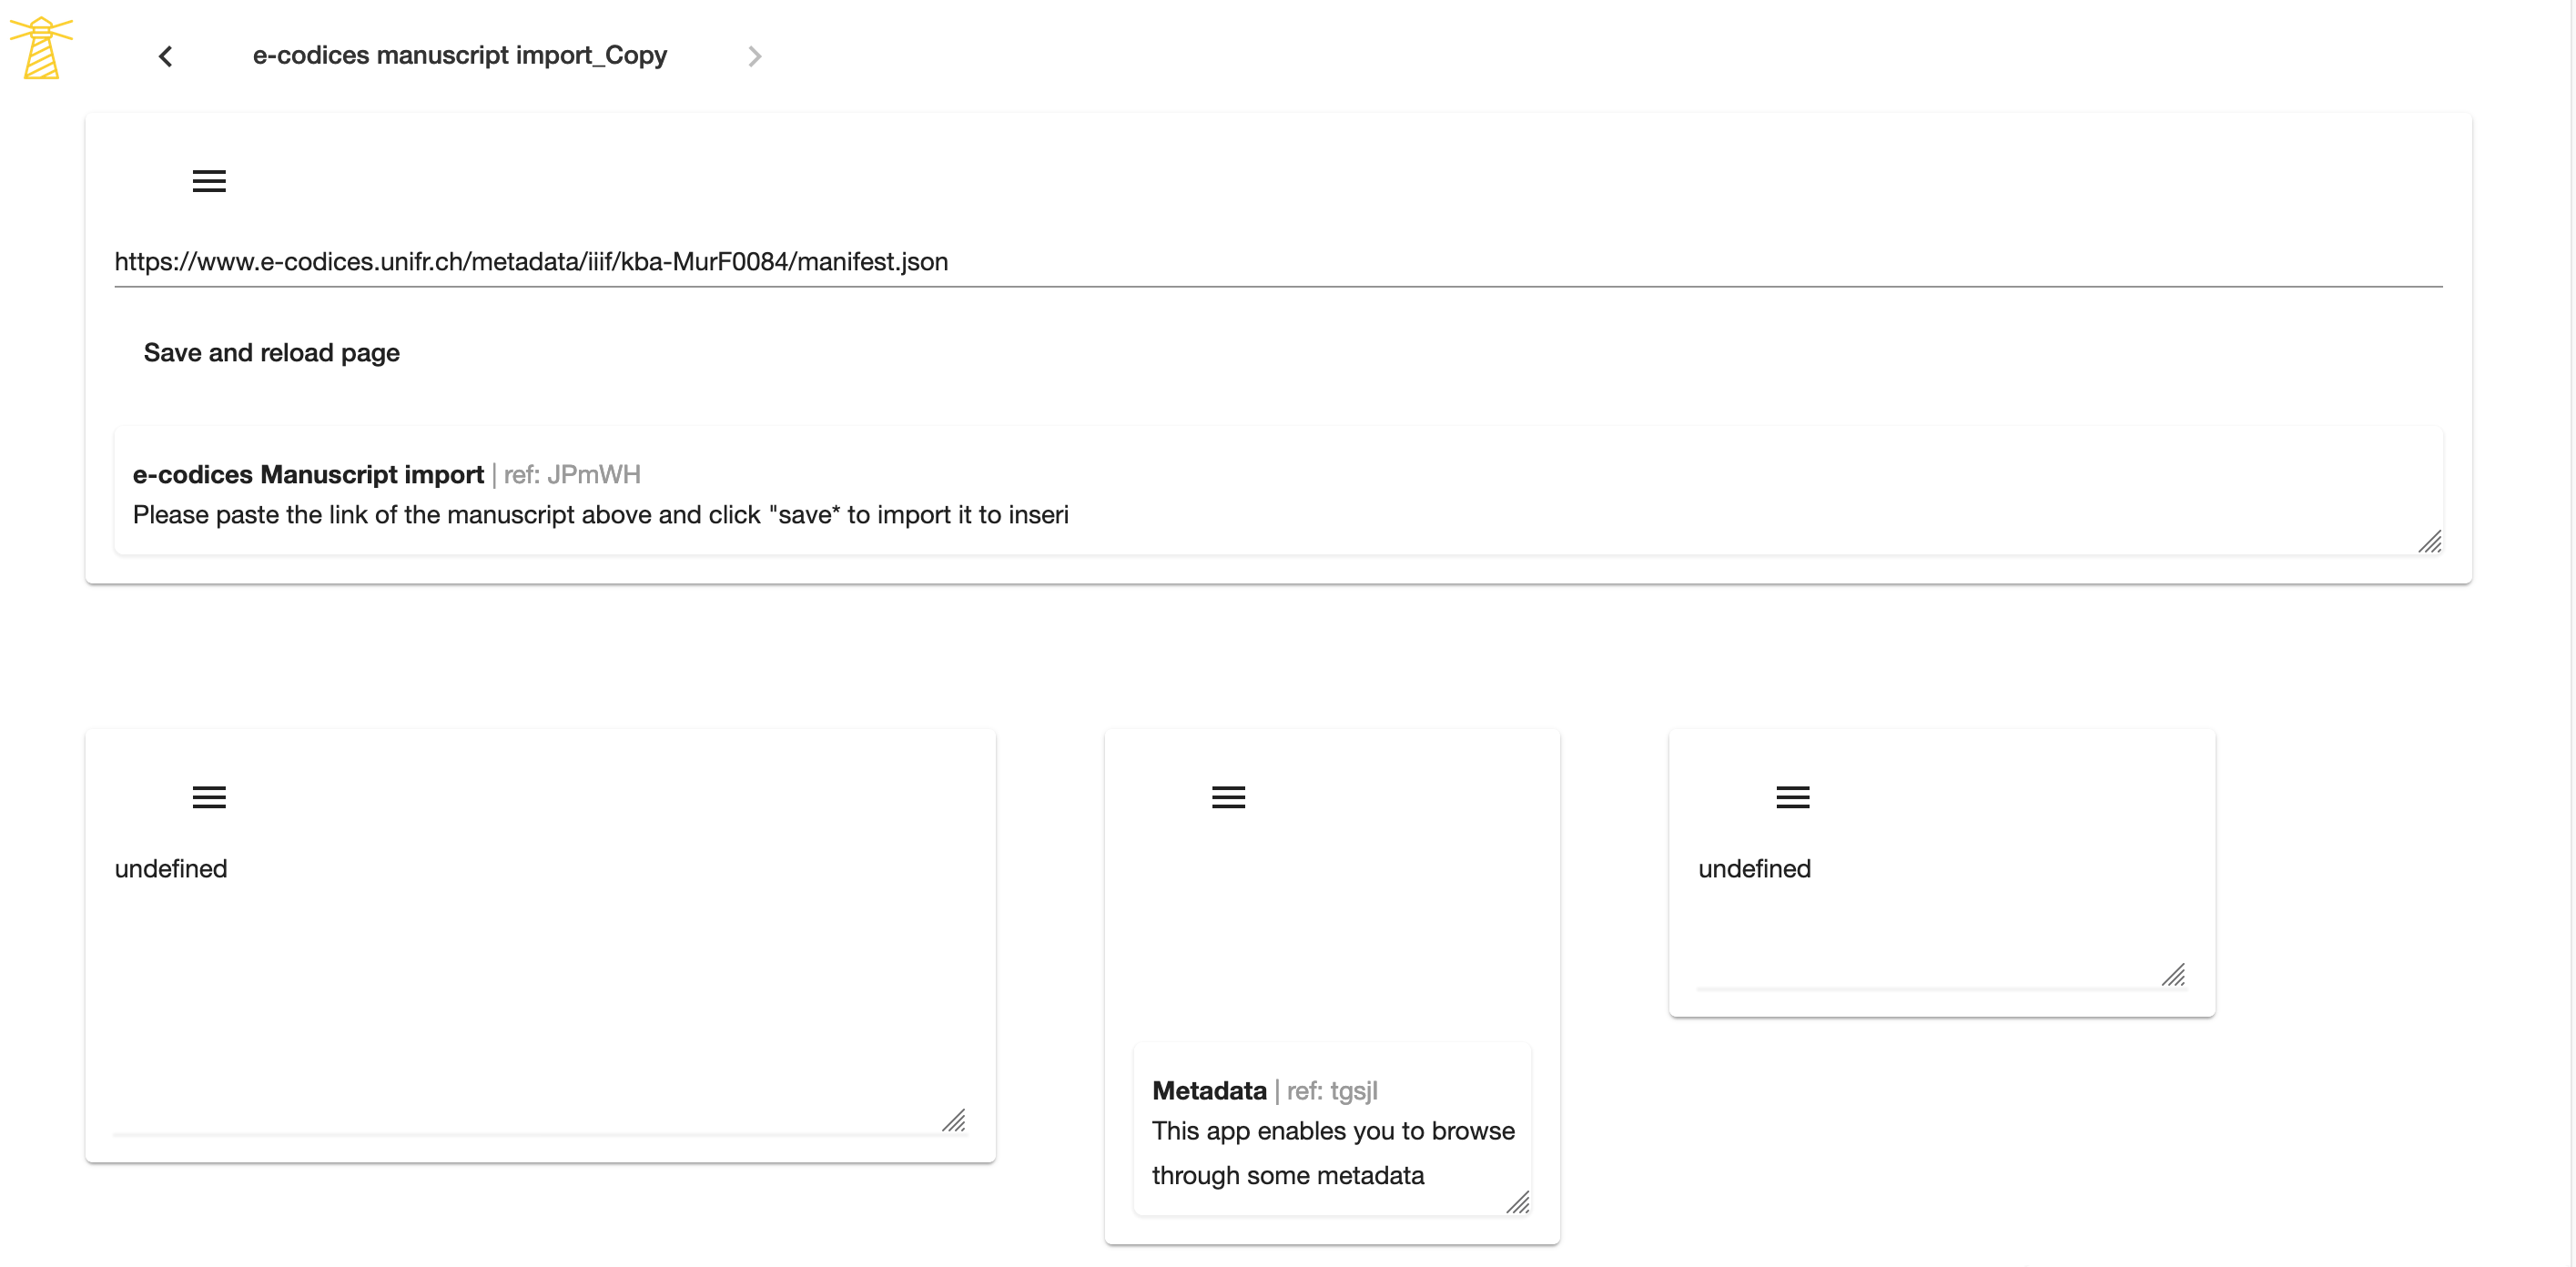 e-codices manuscript import_Copy
https://www.e-codices.unifr.ch/metadata/iiif/kba-MurF0084/manifest.json
Save and reload page
e-codices Manuscript import | ref: JPmWH
Please paste the link of the manuscript above and click "save* to import it to inseri
undefined
Metadata | ref: tgsjl
This app enables you to browse
through some metadata
undefined